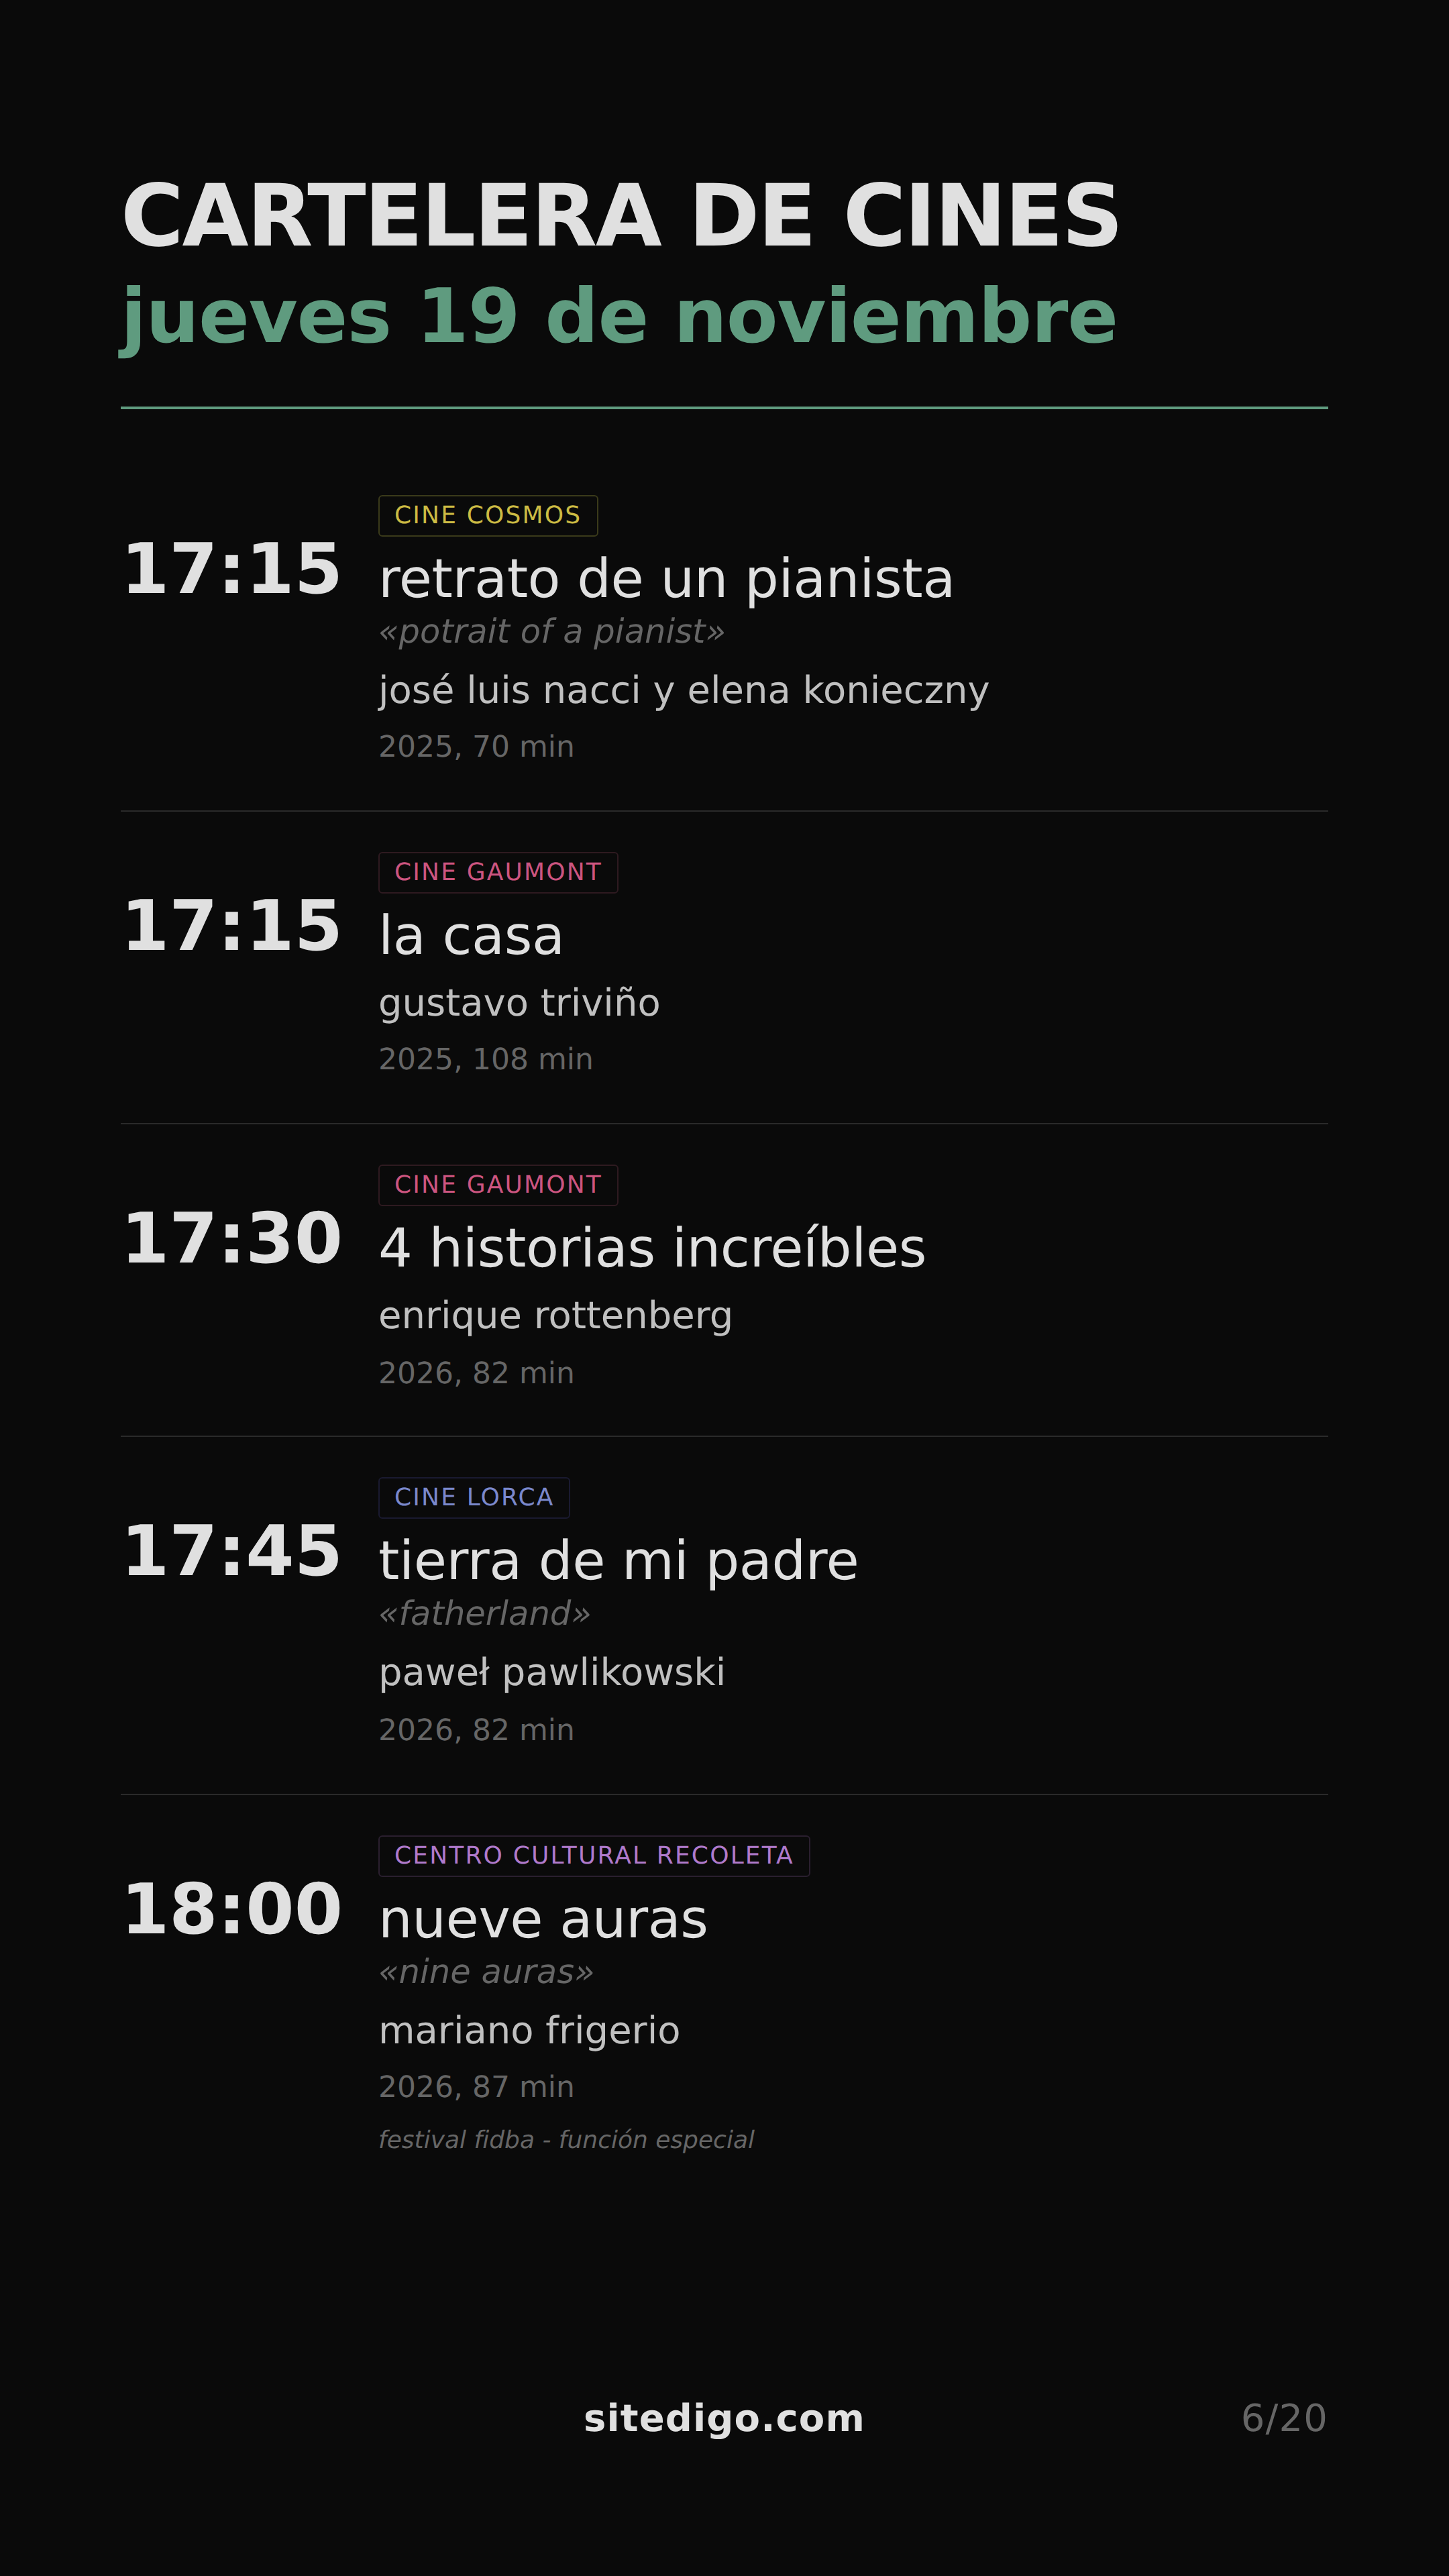 CARTELERA DE CINES
jueves 19 de noviembre
CINE COSMOS
17:15
retrato de un pianista
«potrait of a pianist»
josé luis nacci y elena konieczny
2025, 70 min
CINE GAUMONT
17:15
la casa
gustavo triviño
2025, 108 min
CINE GAUMONT
17:30
4 historias increíbles
enrique rottenberg
2026, 82 min
CINE LORCA
17:45
tierra de mi padre
«fatherland»
paweł pawlikowski
2026, 82 min
CENTRO CULTURAL RECOLETA
18:00
nueve auras
«nine auras»
mariano frigerio
2026, 87 min
festival fidba - función especial
sitedigo.com
6/20